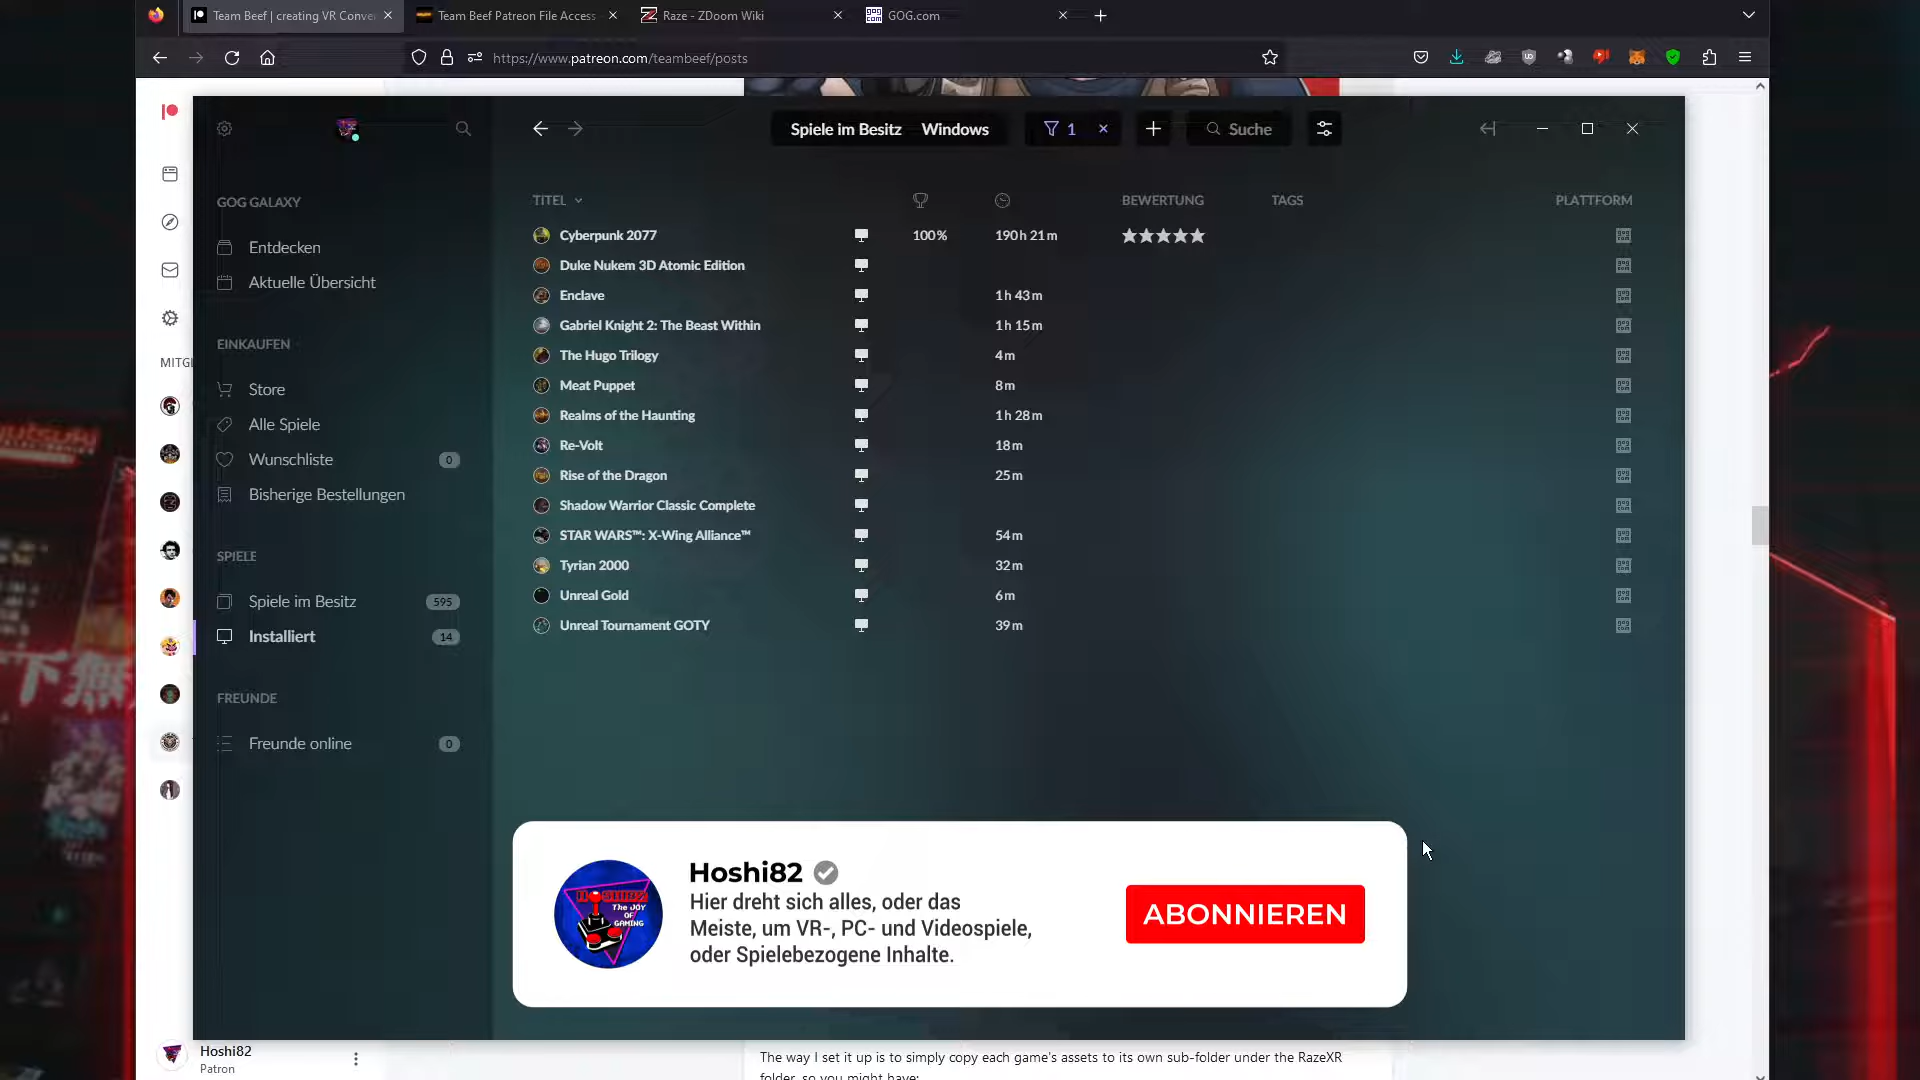 Team Beef | creating VR Conve
Team Beef Patreon File Access
Raze - ZDoom Wiki
GOG.com
https://www.patreon.com/teambeef/posts
Spiele im Besitz Windows 1 Suche
GOG GALAXY
Entdecken
Aktuelle Übersicht
EINKAUFEN
Store
Alle Spiele
Wunschliste 0
Bisherige Bestellungen
SPIELE
Spiele im Besitz 595
Installiert 14
FREUNDE
Freunde online 0
MITGL
TITEL BEWERTUNG TAGS PLATTFORM
Cyberpunk 2077 100% 190h 21m
Duke Nukem 3D Atomic Edition
Enclave 1h 43m
Gabriel Knight 2: The Beast Within 1h 15m
The Hugo Trilogy 4m
Meat Puppet 8m
Realms of the Haunting 1h 28m
Re-Volt 18m
Rise of the Dragon 25m
Shadow Warrior Classic Complete
STAR WARS™: X-Wing Alliance™ 54m
Tyrian 2000 32m
Unreal Gold 6m
Unreal Tournament GOTY 39m
HOSHI82
THE JOY
OF
GAMING
Hoshi82
Hier dreht sich alles, oder das
Meiste, um VR-, PC- und Videospiele,
oder Spielebezogene Inhalte.
ABONNIEREN
Hoshi82
Patron
The way I set it up is to simply copy each game's assets to its own sub-folder under the RazeXR
folder, so you might have: